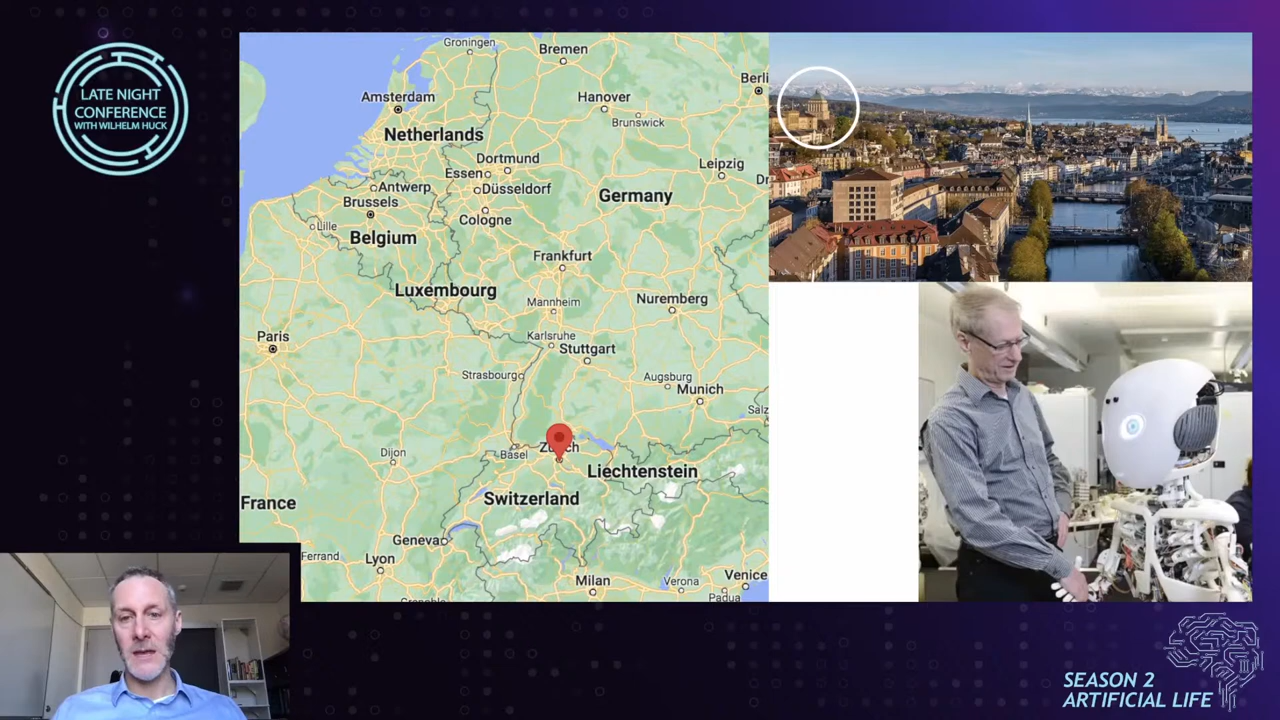 LATE NIGHT
CONFERENCE
WITH WILHELM HUCK
Groningen
Bremen
Berli
Amsterdam
Hanover
Brunswick
Netherlands
Dortmund
Essen
Leipzig
Dr
Antwerp
Düsseldorf
Brussels
Germany
Cologne
Lille
Belgium
Frankfurt
Luxembourg
Mannheim
Nuremberg
Paris
Karlsruhe
Stuttgart
Strasbourg
Augsburg
Munich
Salz
Dijon
Basel
Liechtenstein
France
Switzerland
Geneva
Ferrand
Lyon
Milan
Verona
Venice
Padua
SEASON 2
ARTIFICIAL LIFE